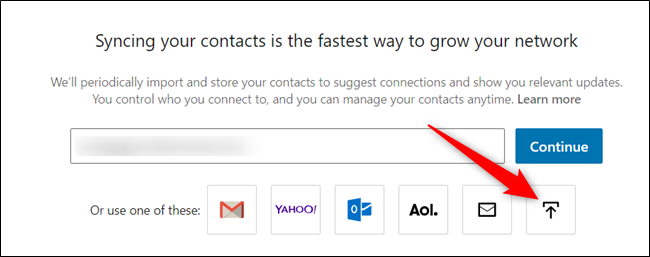 Syncing your contacts is the fastest way to grow your network
We'll periodically import and store your contacts to suggest connections and show you relevant updates.
You control who you connect to, and you can manage your contacts anytime. Learn more
Continue
Or use one of these: YAHOO! Aol.